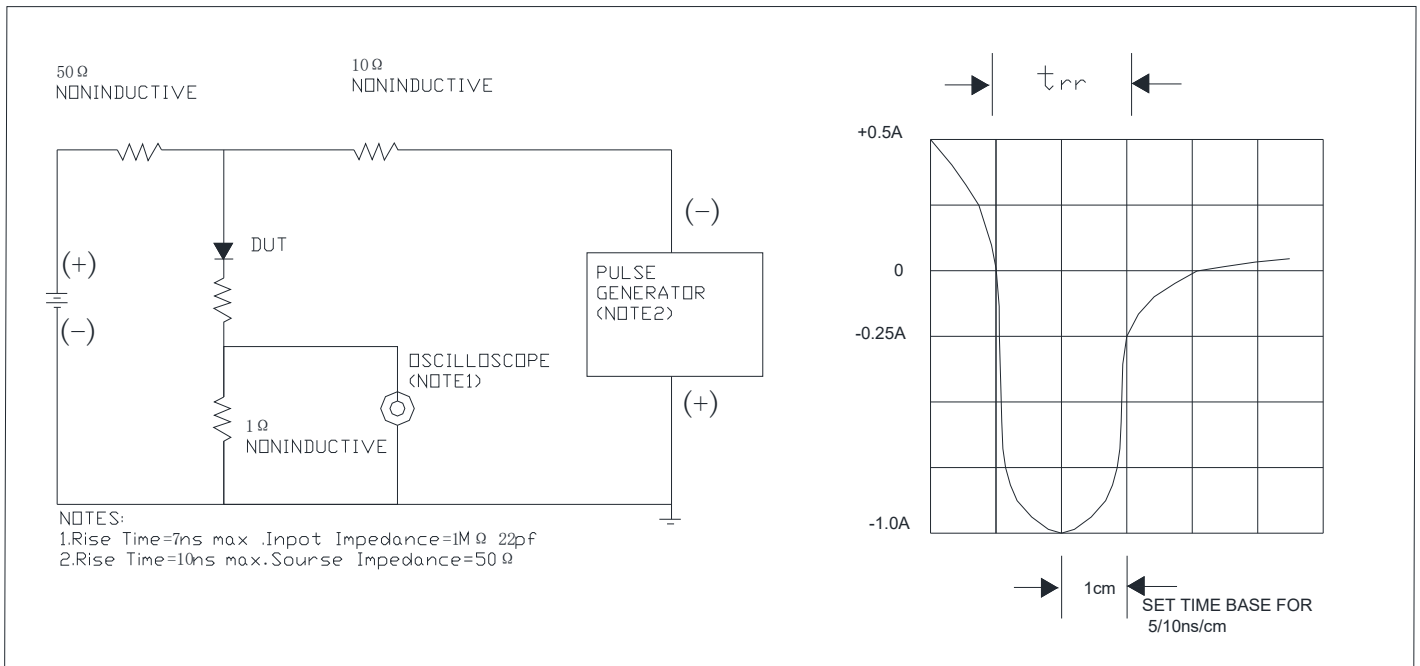 50Ω
NONINDUCTIVE
10Ω
NONINDUCTIVE
(+)
(−)
DUT
OSCILLOSCOPE
(NOTE1)
1Ω
NONINDUCTIVE
(−)
PULSE
GENERATOR
(NOTE2)
(+)
NOTES:
1.Rise Time=7ns max .Inpot Impedance=1MΩ 22pf
2.Rise Time=10ns max.Sourse Impedance=50Ω
trr
+0.5A
0
-0.25A
-1.0A
1cm
SET TIME BASE FOR
5/10ns/cm